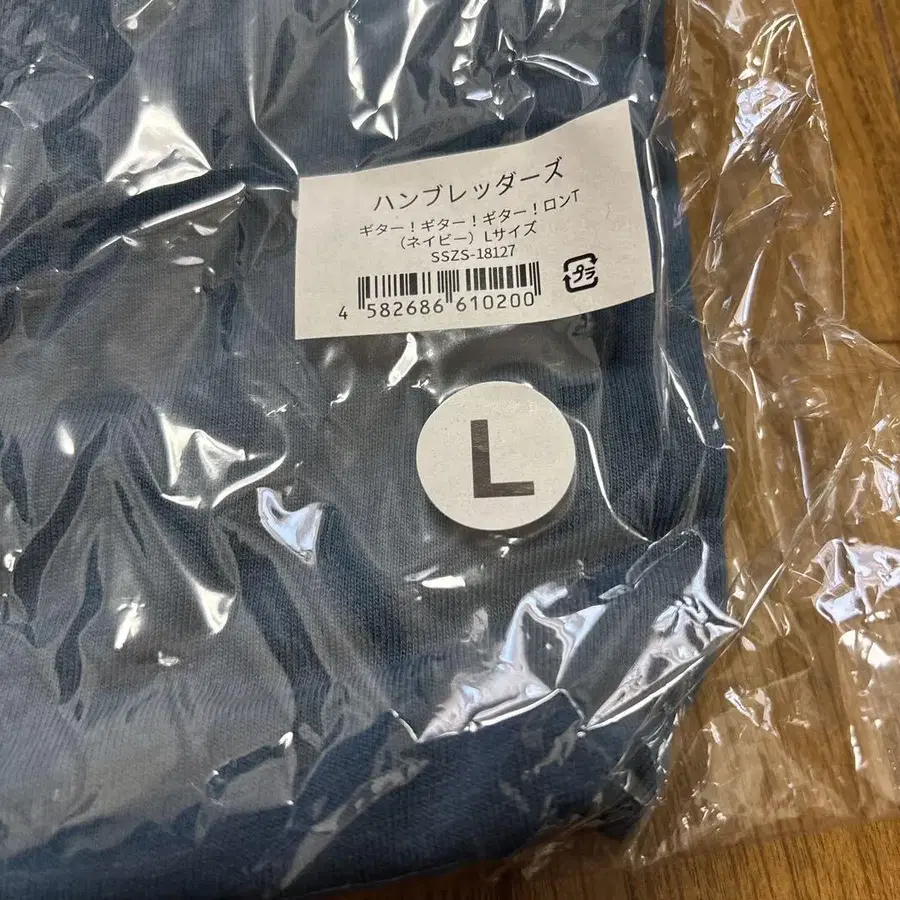 ハンブレッダーズ
ギター！ギター！ギター！ロンT
（ネイビー）Lサイズ
SSZS-18127
4 582686 610200
プラ
L